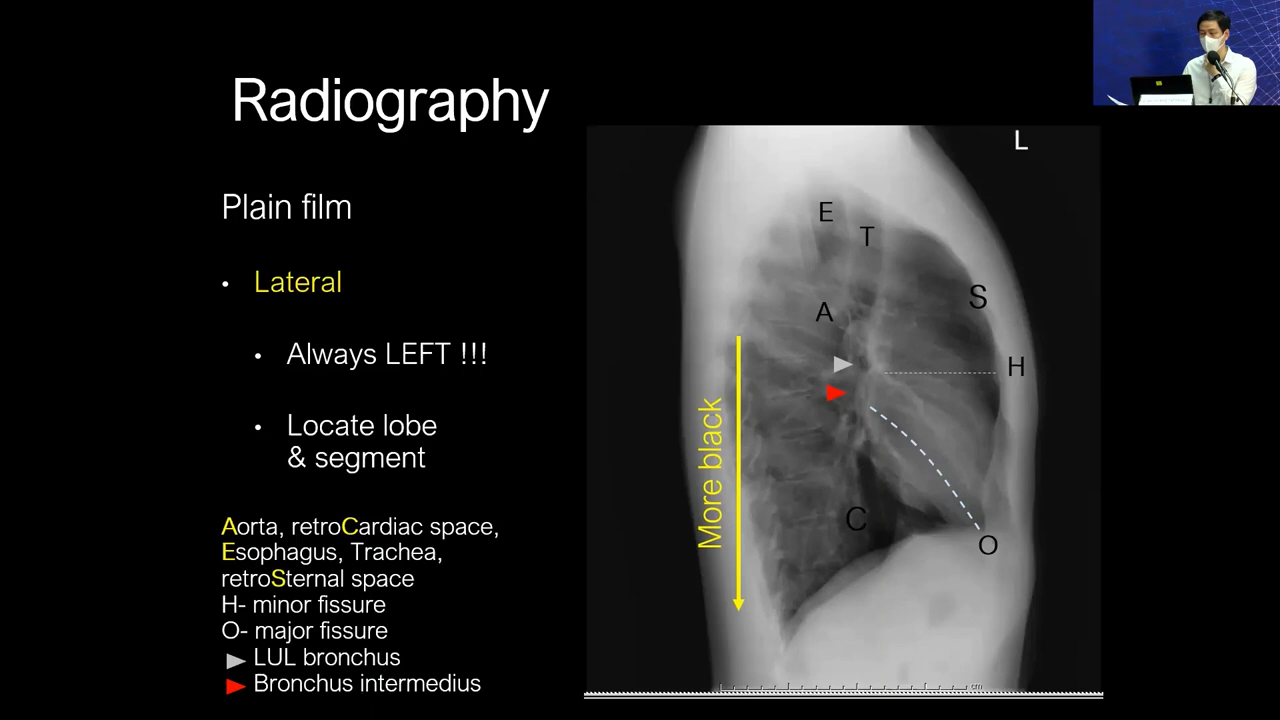 Radiography
Plain film
• Lateral
• Always LEFT !!!
• Locate lobe
& segment
Aorta, retroCardiac space,
Esophagus, Trachea,
retroSternal space
H- minor fissure
O- major fissure
LUL bronchus
Bronchus intermedius
More black
L
E
T
S
A
H
C
O
cm